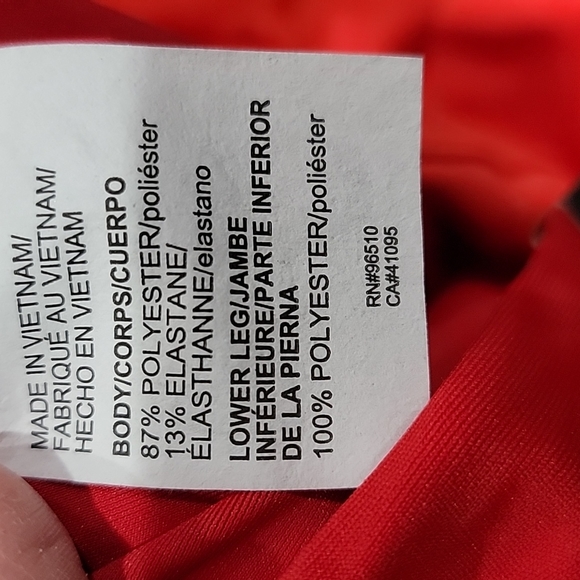 MADE IN VIETNAM/
FABRIQUÉ AU VIETNAM/
HECHO EN VIETNAM
BODY/CORPS/CUERPO
87% POLYESTER/poliéster
13% ELASTANE/
ÉLASTHANNE/elastano
LOWER LEG/JAMBE
INFÉRIEURE/PARTE INFERIOR
DE LA PIERNA
100% POLYESTER/poliéster
RN#96510
CA#41095